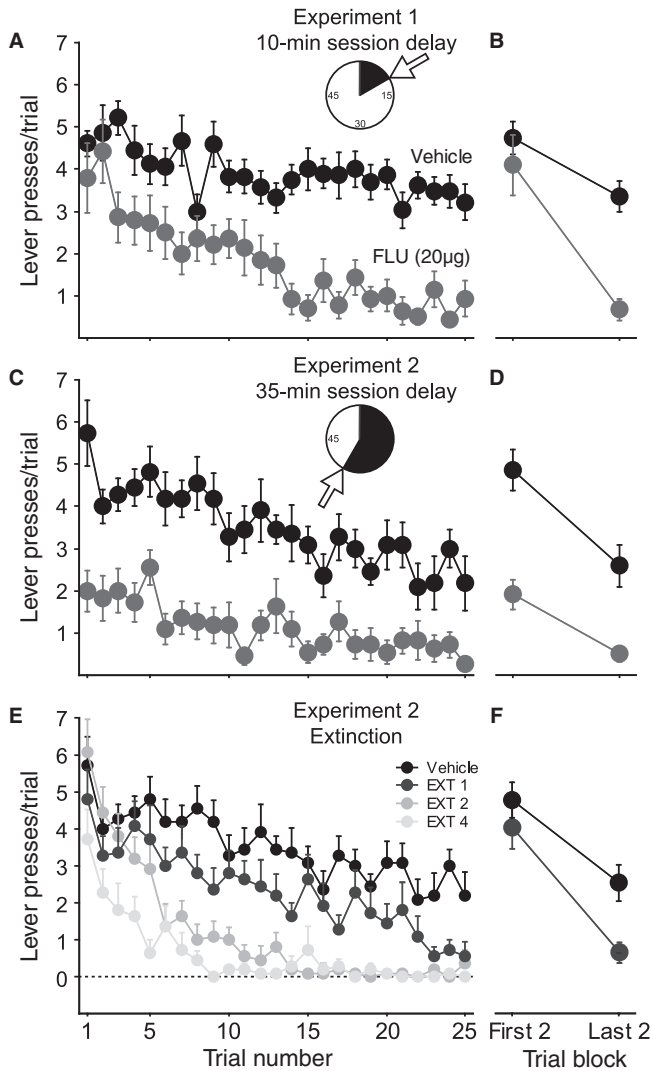 Experiment 1
A
10-min session delay
B
7
6
5
4
3
2
1
Lever presses/trial
45
15
30
Vehicle
FLU (20µg)
Experiment 2
C
35-min session delay
D
7
6
5
4
3
2
1
Lever presses/trial
45
E
Experiment 2
Extinction
F
7
6
5
4
3
2
1
0
Lever presses/trial
Vehicle
EXT 1
EXT 2
EXT 4
1 5 10 15 20 25
Trial number
First 2 Last 2
Trial block